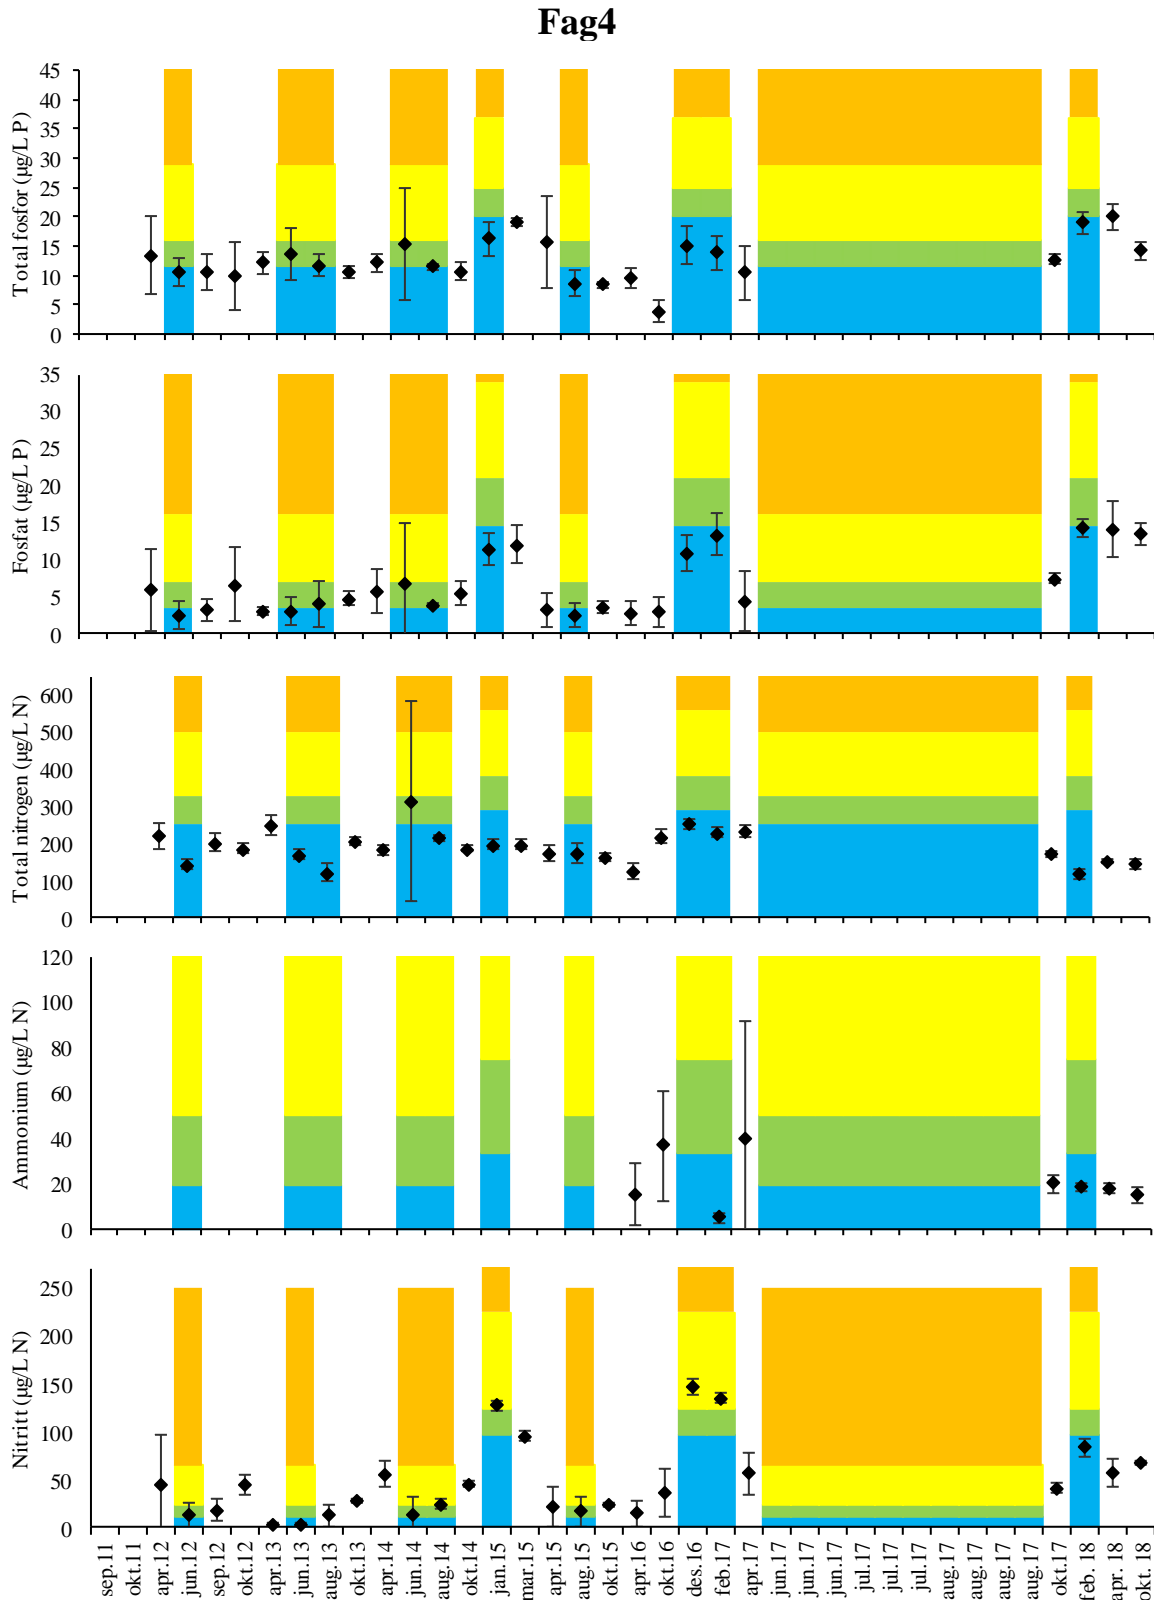 Fag4
Total fosfor (µg/L P)
45
40
35
30
25
20
15
10
5
0
Fosfat (µg/L P)
35
30
25
20
15
10
5
0
Total nitrogen (µg/L N)
600
500
400
300
200
100
0
Ammonium (µg/L N)
120
100
80
60
40
20
0
Nitritt (µg/L N)
250
200
150
100
50
0
sep.11
okt.11
apr.12
jun.12
sep.12
okt.12
apr.13
jun.13
aug.13
okt.13
apr.14
jun.14
aug.14
okt.14
jan.15
mar.15
apr.15
aug.15
okt.15
apr.16
okt.16
des.16
feb.17
apr.17
jun.17
jun.17
jun.17
jul.17
jul.17
jul.17
aug.17
aug.17
aug.17
aug.17
okt.17
feb. 18
apr. 18
okt. 18